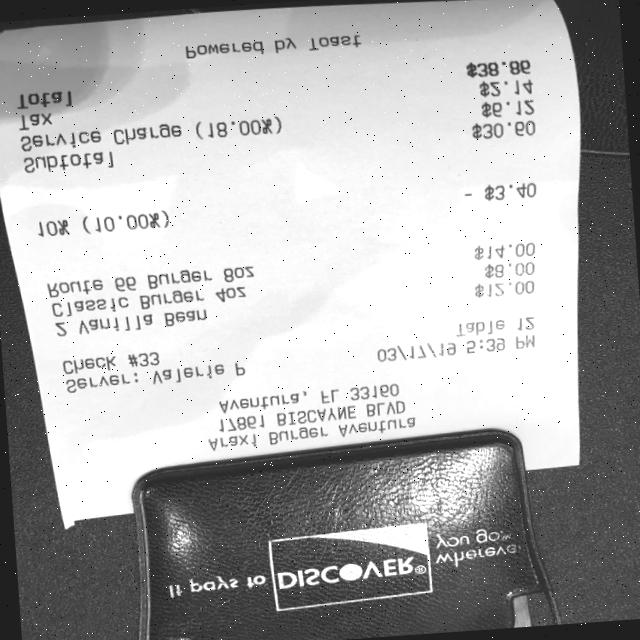 Araxi Burger Aventura
17861 BISCAYNE BLVD
Aventura, FL 33160
Server: Valerie P
03/17/19 5:39 PM
Check #33
Table 12
2 Vanilla Bean $12.00
Classic Burger 4oz $8.00
Route 66 Burger 8oz $14.00
10% (10.00%) - $3.40
Subtotal $30.60
Service Charge (18.00%) $6.12
Tax $2.14
Total $38.86
Powered by Toast
It pays to DISCOVER® wherever
you go.